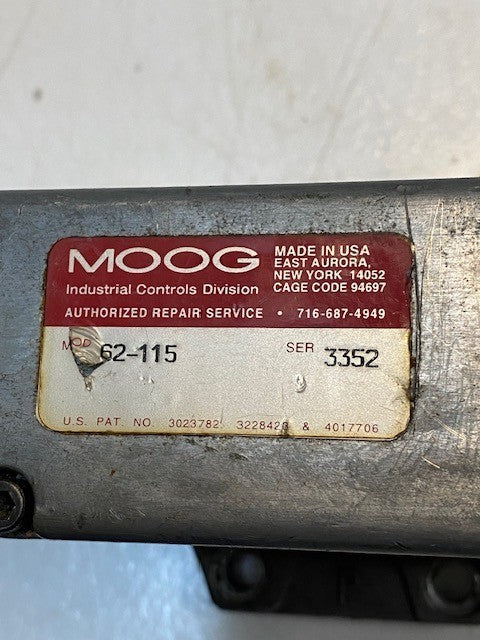 MOOG
Industrial Controls Division
MADE IN USA
EAST AURORA,
NEW YORK 14052
CAGE CODE 94697
AUTHORIZED REPAIR SERVICE • 716-687-4949
MOD 62-115 SER 3352
U.S. PAT. NO. 3023782 3228423 & 4017706